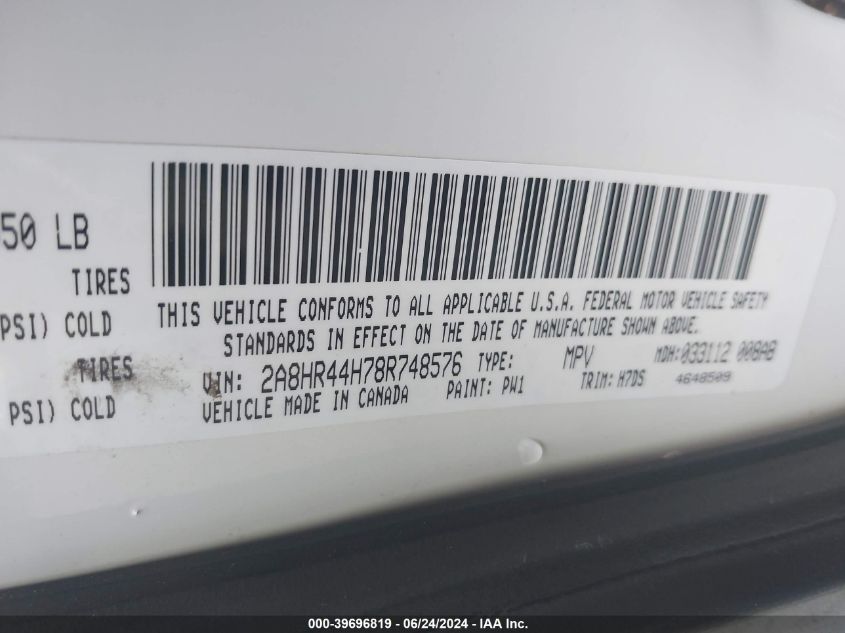 50 LB
TIRES
PSI) COLD
TIRES
PSI) COLD
THIS VEHICLE CONFORMS TO ALL APPLICABLE U.S.A. FEDERAL MOTOR VEHICLE SAFETY
STANDARDS IN EFFECT ON THE DATE OF MANUFACTURE SHOWN ABOVE.
VIN: 2A8HR44H78R748576 TYPE: MPV MDH:033112 008AB
VEHICLE MADE IN CANADA PAINT: PW1 TRIM: H7DS 4648509
000-39696819 / 06/24/2024 - IAA Inc.